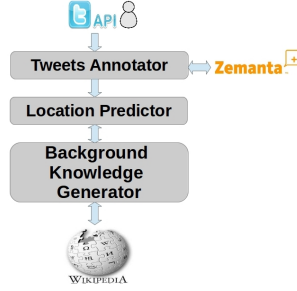 API
Tweets Annotator
Zemanta
Location Predictor
Background
Knowledge
Generator
WIKIPEDIA